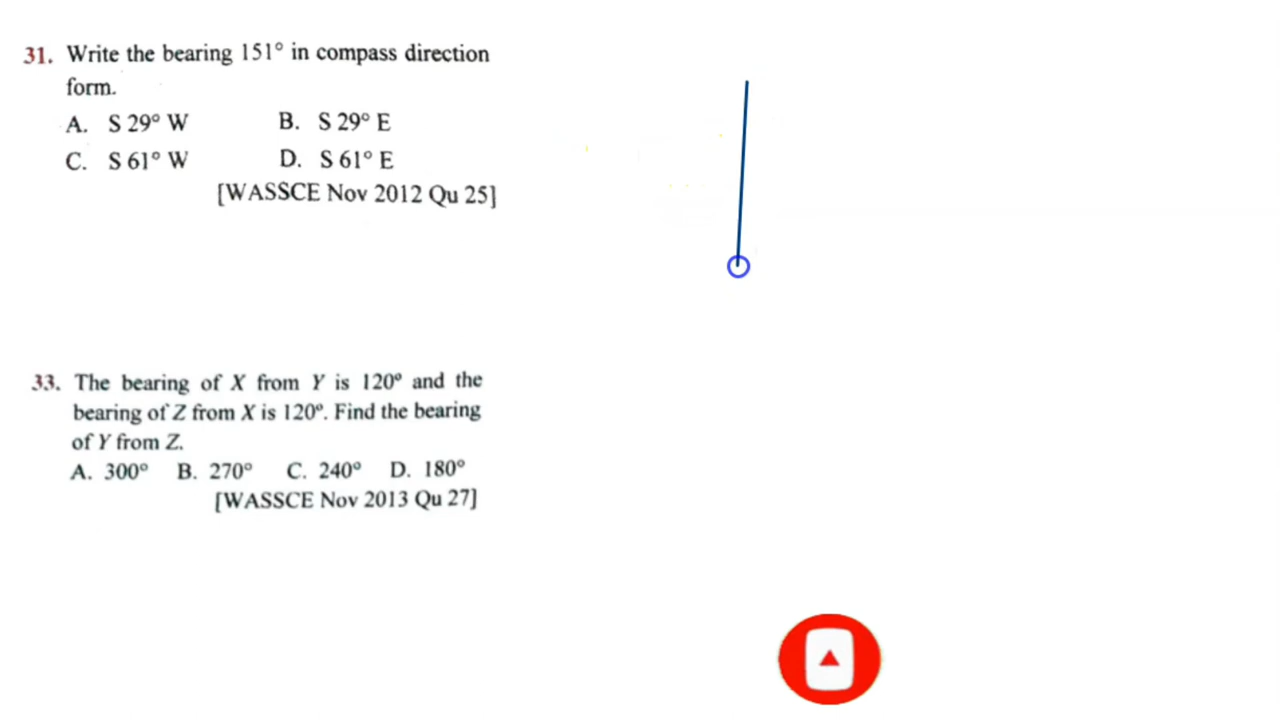 31. Write the bearing 151° in compass direction
form.
A. S 29° W B. S 29° E
C. S 61° W D. S 61° E
[WASSCE Nov 2012 Qu 25]
33. The bearing of X from Y is 120° and the
bearing of Z from X is 120°. Find the bearing
of Y from Z.
A. 300° B. 270° C. 240° D. 180°
[WASSCE Nov 2013 Qu 27]